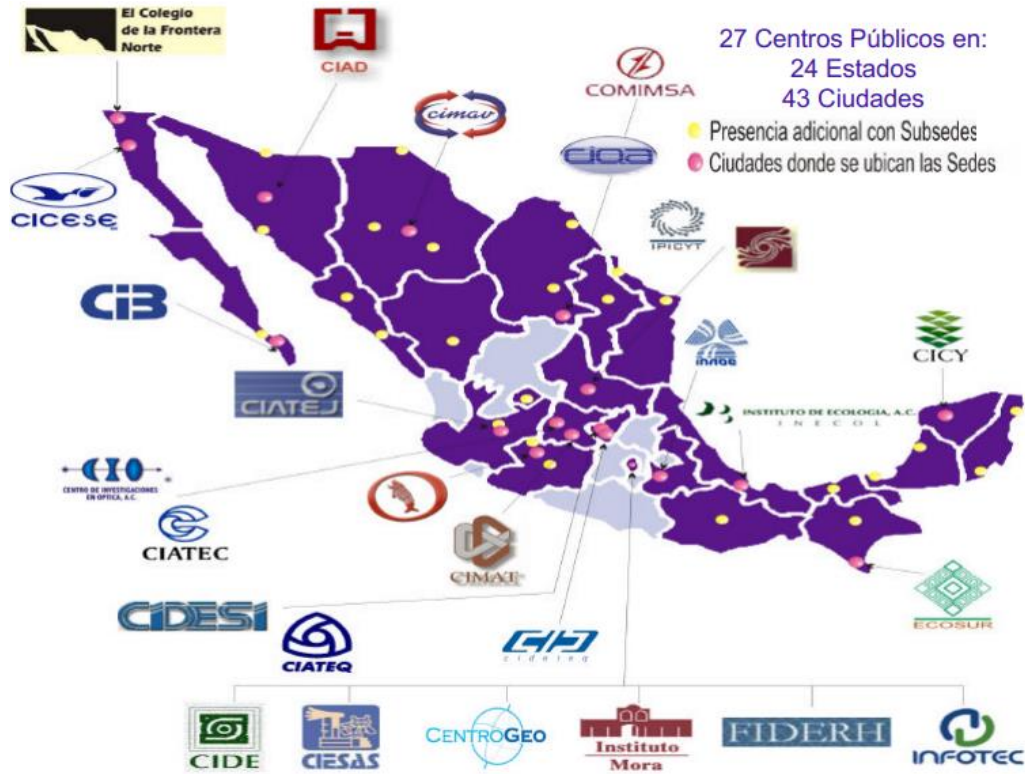 El Colegio
de la Frontera
Norte
CIAD
cimav
COMIMSA
CIQA
27 Centros Públicos en:
24 Estados
43 Ciudades
Presencia adicional con Subsedes
Ciudades donde se ubican las Sedes
CICESE
IPICYT
CIB
INAOE
CICY
CIATEJ
INSTITUTO DE ECOLOGIA, A.C.
INECOL
CIO
CENTRO DE INVESTIGACIONES
EN OPTICA, A.C.
CIATEC
CIMAT
CIDESI
CIATEQ
cideteq
ECOSUR
CIDE
CIESAS
CENTROGEO
Instituto
Mora
FIDERH
INFOTEC